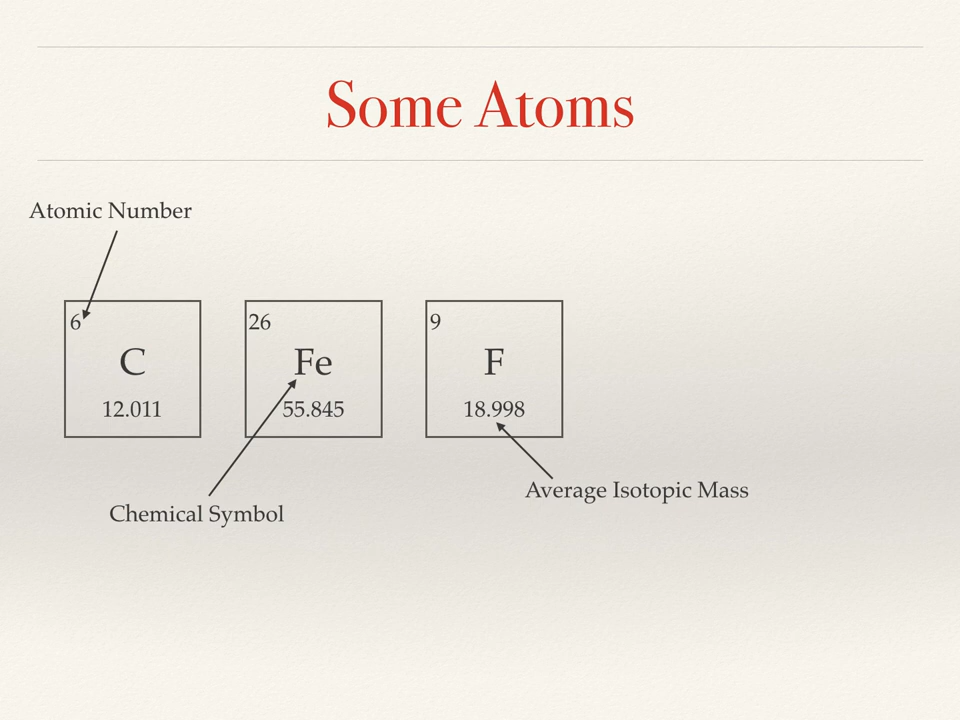 Some Atoms
Atomic Number
6
C
12.011
26
Fe
55.845
9
F
18.998
Chemical Symbol
Average Isotopic Mass